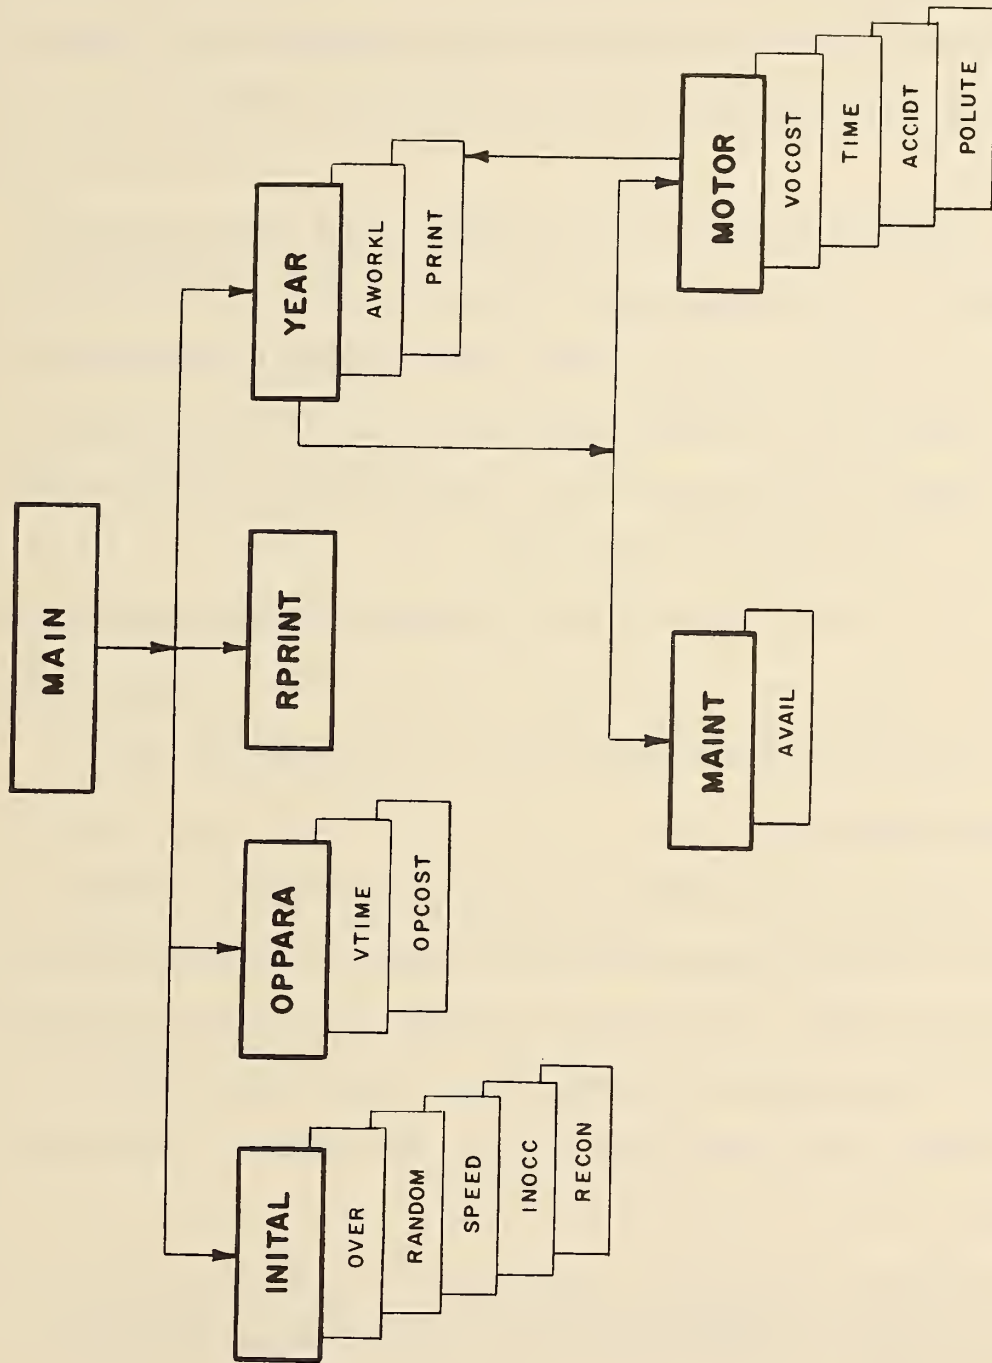 MAIN
INITAL
OVER
RANDOM
SPEED
INOCC
RECON
OPPARA
VTIME
OPCOST
RPRINT
YEAR
AWORKL
PRINT
MAINT
AVAIL
MOTOR
VOCOST
TIME
ACCIDT
POLUTE